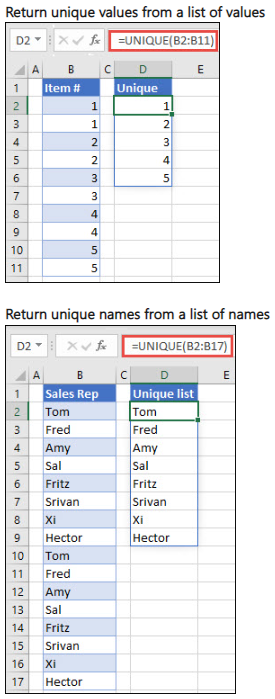 Return unique values from a list of values
D2 fx =UNIQUE(B2:B11)
A B C D E
1 Item # Unique
2 1 1
3 1 2
4 2 3
5 2 4
6 3 5
7 3
8 4
9 4
10 5
11 5
Return unique names from a list of names
D2 fx =UNIQUE(B2:B17)
A B C D E
1 Sales Rep Unique list
2 Tom Tom
3 Fred Fred
4 Amy Amy
5 Sal Sal
6 Fritz Fritz
7 Srivan Srivan
8 Xi Xi
9 Hector Hector
10 Tom
11 Fred
12 Amy
13 Sal
14 Fritz
15 Srivan
16 Xi
17 Hector